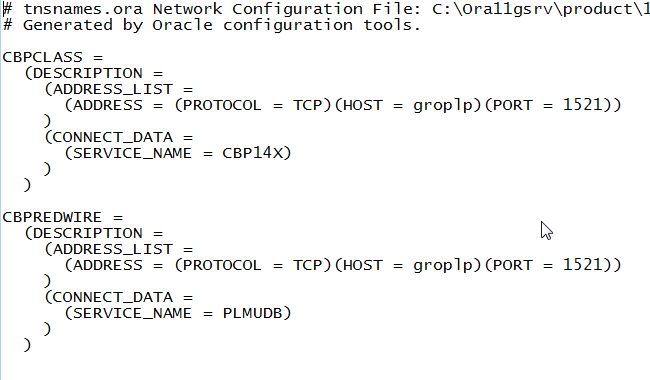 # tnsnames.ora Network Configuration File: C:\Ora11gsrv\product\1
# Generated by Oracle configuration tools.
CBPCLASS =
(DESCRIPTION =
(ADDRESS_LIST =
(ADDRESS = (PROTOCOL = TCP)(HOST = groplp)(PORT = 1521))
)
(CONNECT_DATA =
(SERVICE_NAME = CBP14X)
)
)
CBPREDWIRE =
(DESCRIPTION =
(ADDRESS_LIST =
(ADDRESS = (PROTOCOL = TCP)(HOST = groplp)(PORT = 1521))
)
(CONNECT_DATA =
(SERVICE_NAME = PLMUDB)
)
)